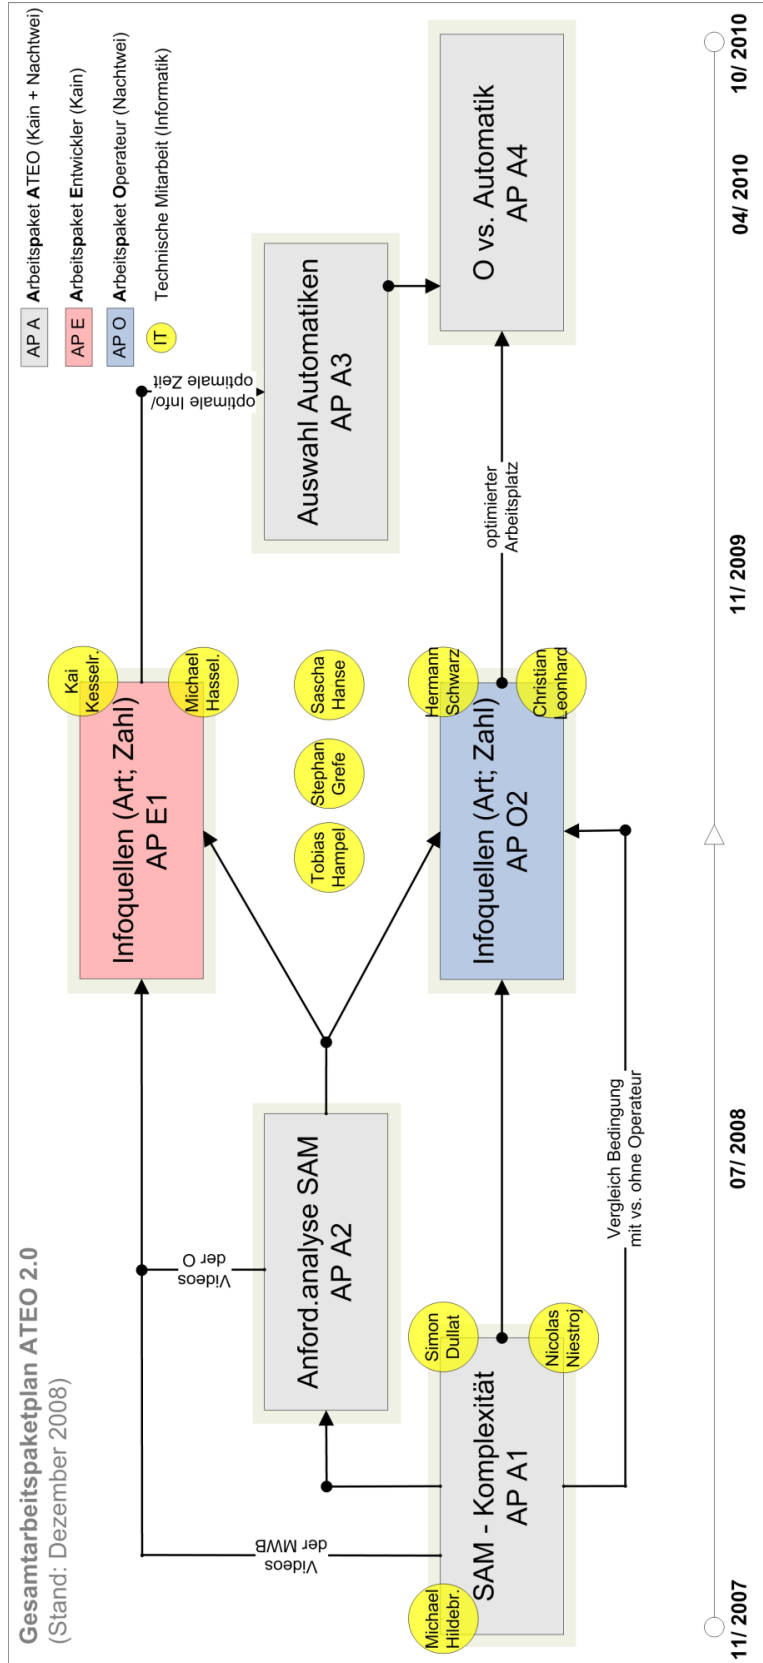 Gesamtarbeitspaketplan ATEO 2.0
(Stand: Dezember 2008)
AP A
Arbeitspaket ATEO (Kain + Nachtwei)
AP E
Arbeitspaket Entwickler (Kain)
AP O
Arbeitspaket Operateur (Nachtwei)
IT
Technische Mitarbeit (Informatik)
Kai
Kesselr.
Infoquellen (Art; Zahl)
AP E1
Michael
Hassel.
optimale Info/
optimale Zeit
Videos
der O
Videos
der MWB
Anford.analyse SAM
AP A2
Tobias
Hampel
Stephan
Grefe
Sascha
Hanse
Auswahl Automatiken
AP A3
Michael
Hildebr.
SAM - Komplexität
AP A1
Simon
Dullat
Nicolas
Niestroj
Infoquellen (Art; Zahl)
AP O2
Hermann
Schwarz
Christian
Leonhard
optimierter
Arbeitsplatz
O vs. Automatik
AP A4
Vergleich Bedingung
mit vs. ohne Operateur
11/ 2007
07/ 2008
11/ 2009
04/ 2010
10/ 2010